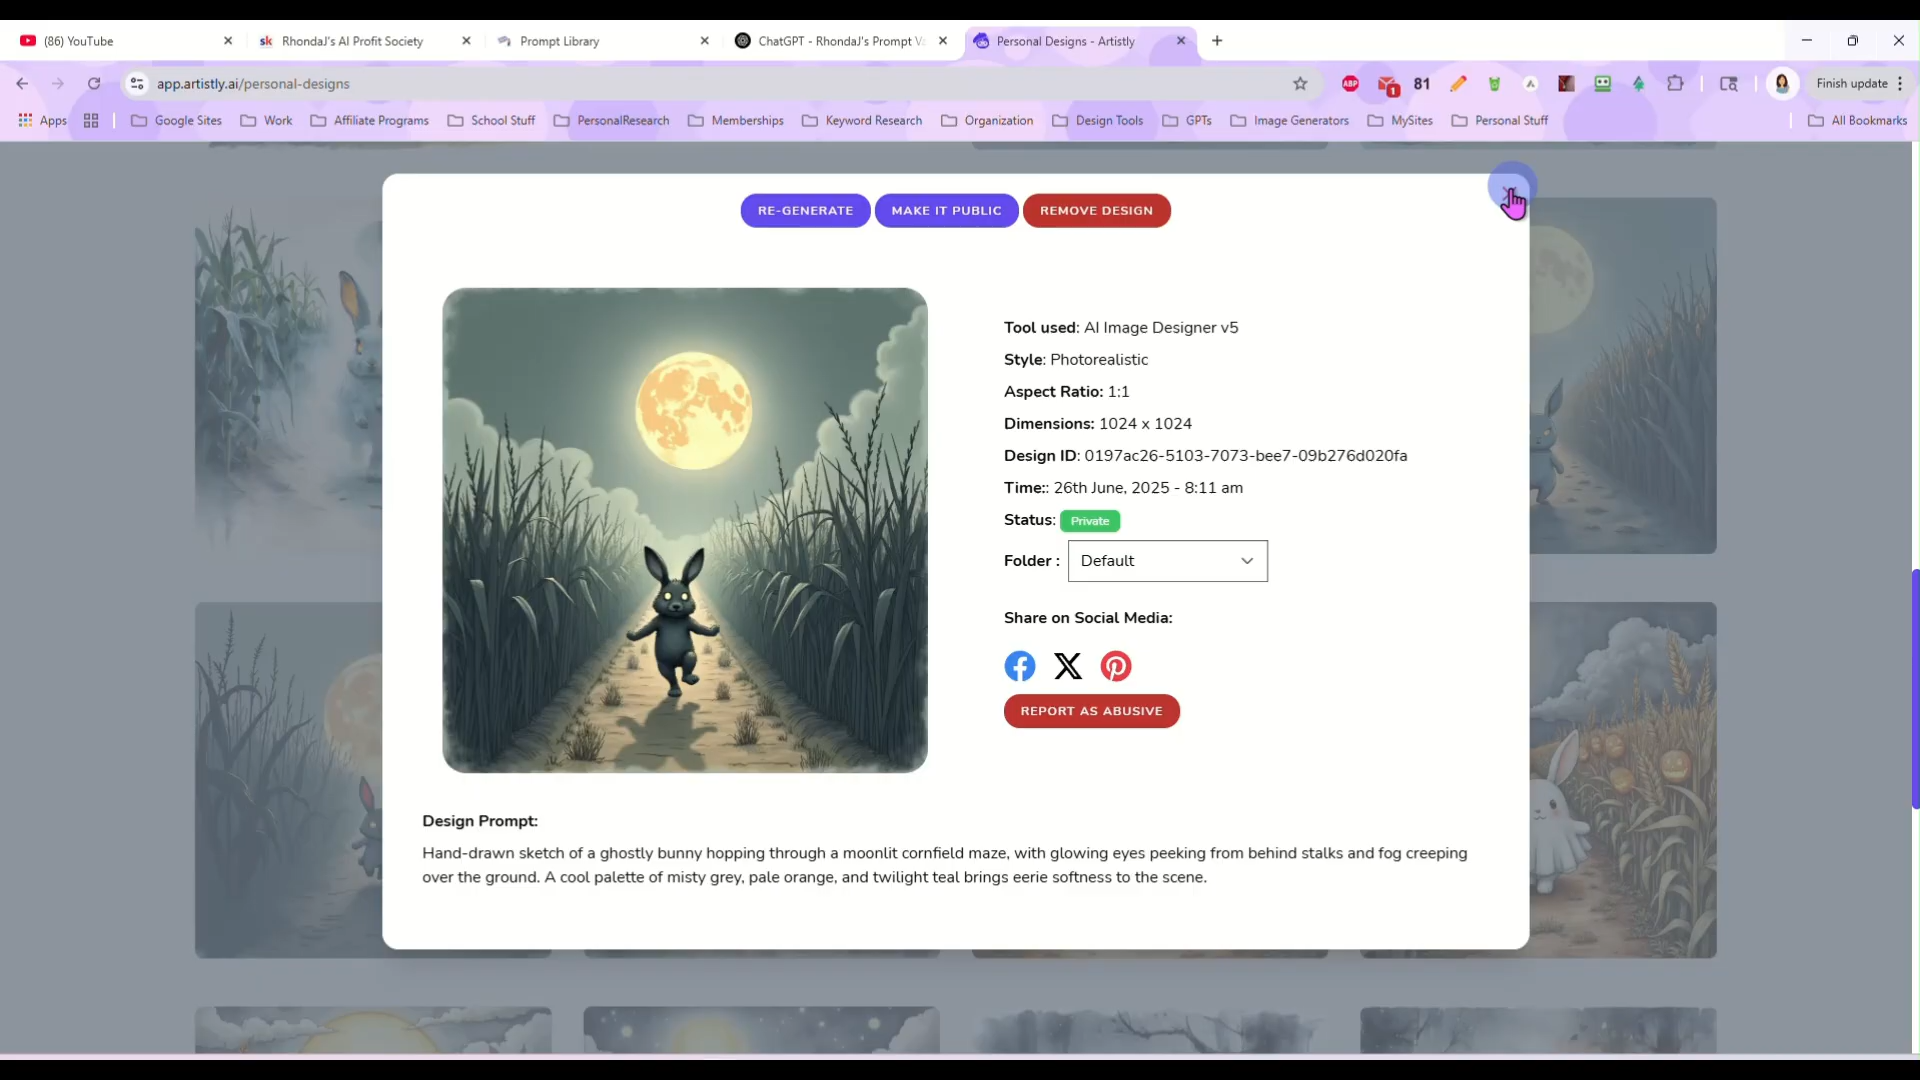 (86) YouTube
RhondaJ's AI Profit Society
Prompt Library
ChatGPT - RhondaJ's Prompt Va
Personal Designs - Artistly
app.artistly.ai/personal-designs
ABP
1
81
Finish update
Apps
Google Sites
Work
Affiliate Programs
School Stuff
PersonalResearch
Memberships
Keyword Research
Organization
Design Tools
GPTs
Image Generators
MySites
Personal Stuff
All Bookmarks
RE-GENERATE
MAKE IT PUBLIC
REMOVE DESIGN
Tool used: AI Image Designer v5
Style: Photorealistic
Aspect Ratio: 1:1
Dimensions: 1024 x 1024
Design ID: 0197ac26-5103-7073-bee7-09b276d020fa
Time:: 26th June, 2025 - 8:11 am
Status: Private
Folder : Default
Share on Social Media:
REPORT AS ABUSIVE
Design Prompt:
Hand-drawn sketch of a ghostly bunny hopping through a moonlit cornfield maze, with glowing eyes peeking from behind stalks and fog creeping
over the ground. A cool palette of misty grey, pale orange, and twilight teal brings eerie softness to the scene.